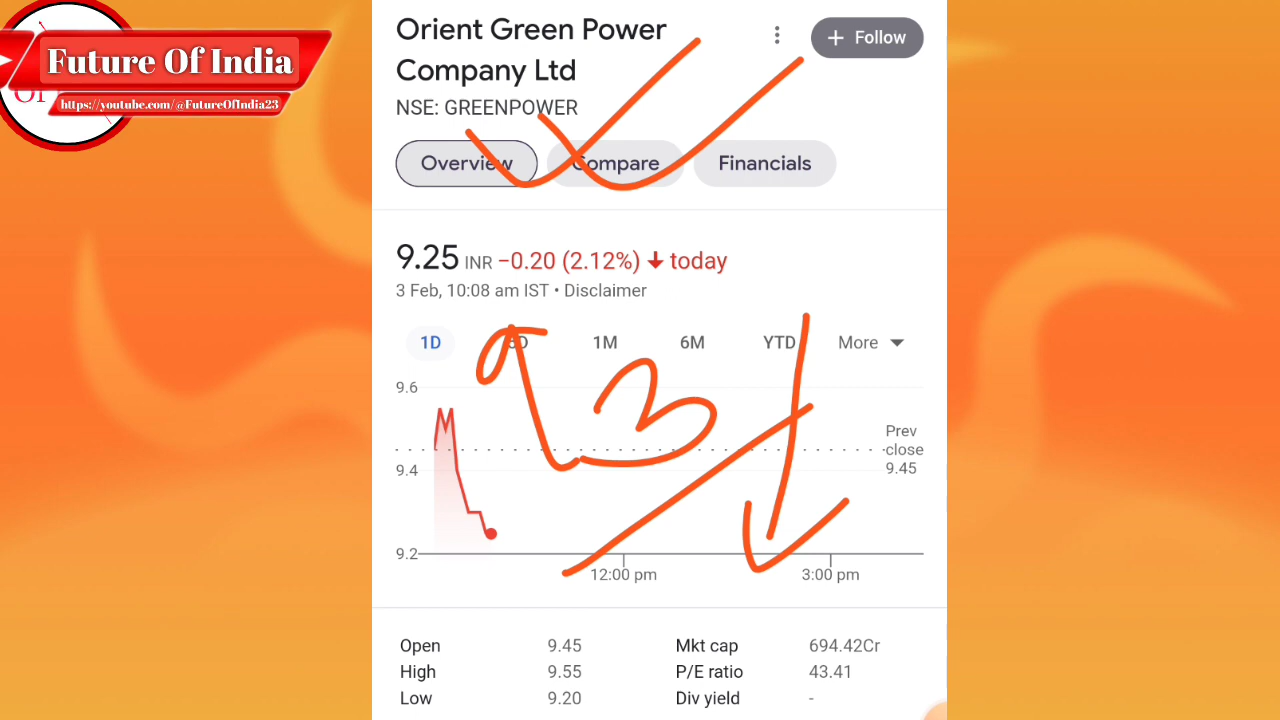 Future Of India
https://youtube.com/@FutureOfIndia23
Of
Orient Green Power
Company Ltd
+ Follow
NSE: GREENPOWER
Overview Compare Financials
9.25 INR −0.20 (2.12%) ↓ today
3 Feb, 10:08 am IST • Disclaimer
1D 5D 1M 6M YTD More
9.6
9.4
9.2
3
Prev
close
9.45
12:00 pm 3:00 pm
Open 9.45 Mkt cap 694.42Cr
High 9.55 P/E ratio 43.41
Low 9.20 Div yield -